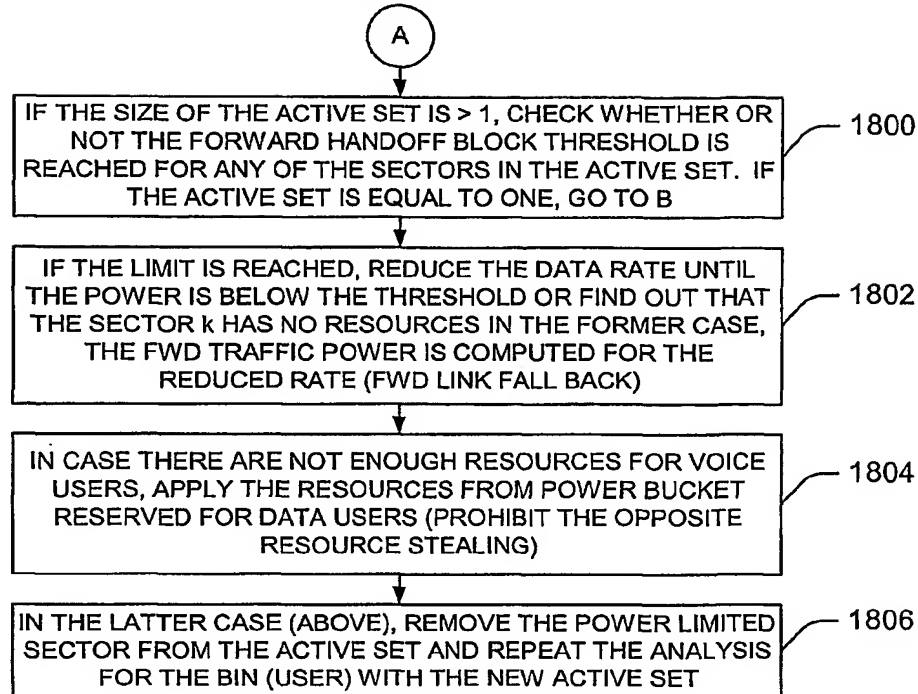 A
IF THE SIZE OF THE ACTIVE SET IS > 1, CHECK WHETHER OR
NOT THE FORWARD HANDOFF BLOCK THRESHOLD IS
REACHED FOR ANY OF THE SECTORS IN THE ACTIVE SET. IF
THE ACTIVE SET IS EQUAL TO ONE, GO TO B
1800
IF THE LIMIT IS REACHED, REDUCE THE DATA RATE UNTIL
THE POWER IS BELOW THE THRESHOLD OR FIND OUT THAT
THE SECTOR k HAS NO RESOURCES IN THE FORMER CASE,
THE FWD TRAFFIC POWER IS COMPUTED FOR THE
REDUCED RATE (FWD LINK FALL BACK)
1802
IN CASE THERE ARE NOT ENOUGH RESOURCES FOR VOICE
USERS, APPLY THE RESOURCES FROM POWER BUCKET
RESERVED FOR DATA USERS (PROHIBIT THE OPPOSITE
RESOURCE STEALING)
1804
IN THE LATTER CASE (ABOVE), REMOVE THE POWER LIMITED
SECTOR FROM THE ACTIVE SET AND REPEAT THE ANALYSIS
FOR THE BIN (USER) WITH THE NEW ACTIVE SET
1806